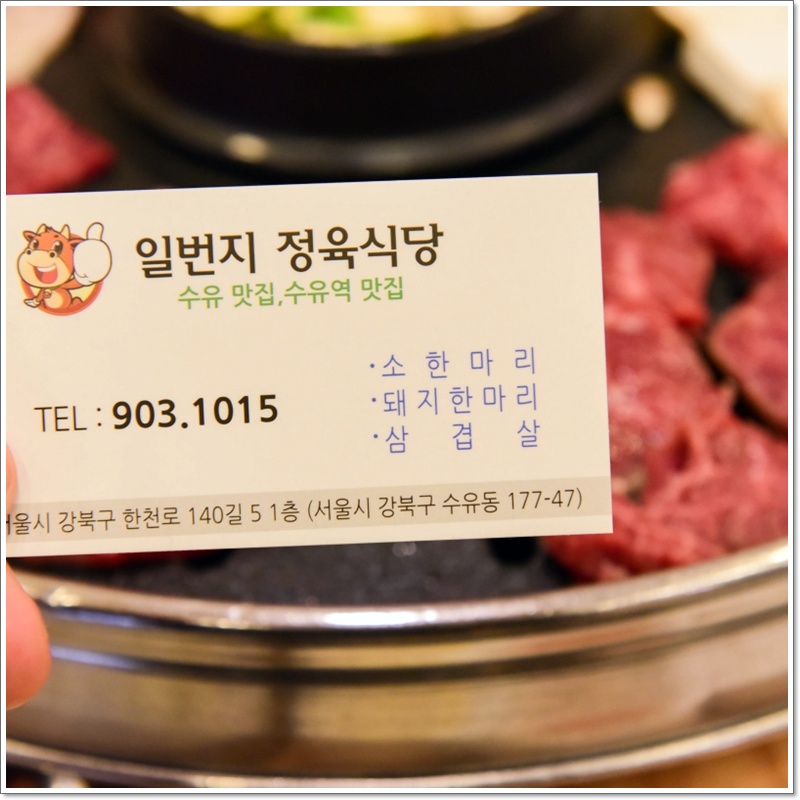 일번지 정육식당
수유 맛집,수유역 맛집
·소 한 마 리
·돼지한마리
·삼 겹 살
TEL : 903.1015
서울시 강북구 한천로 140길 5 1층 (서울시 강북구 수유동 177-47)